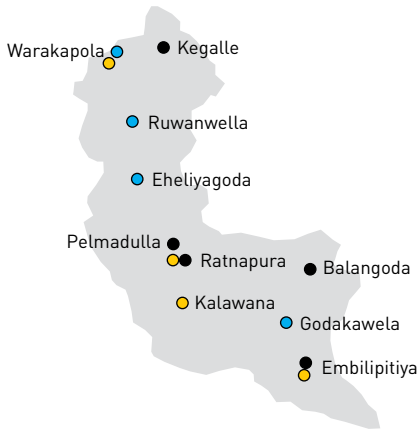 Warakapola
Kegalle
Ruwanwella
Eheliyagoda
Pelmadulla
Ratnapura
Balangoda
Kalawana
Godakawela
Embilipitiya